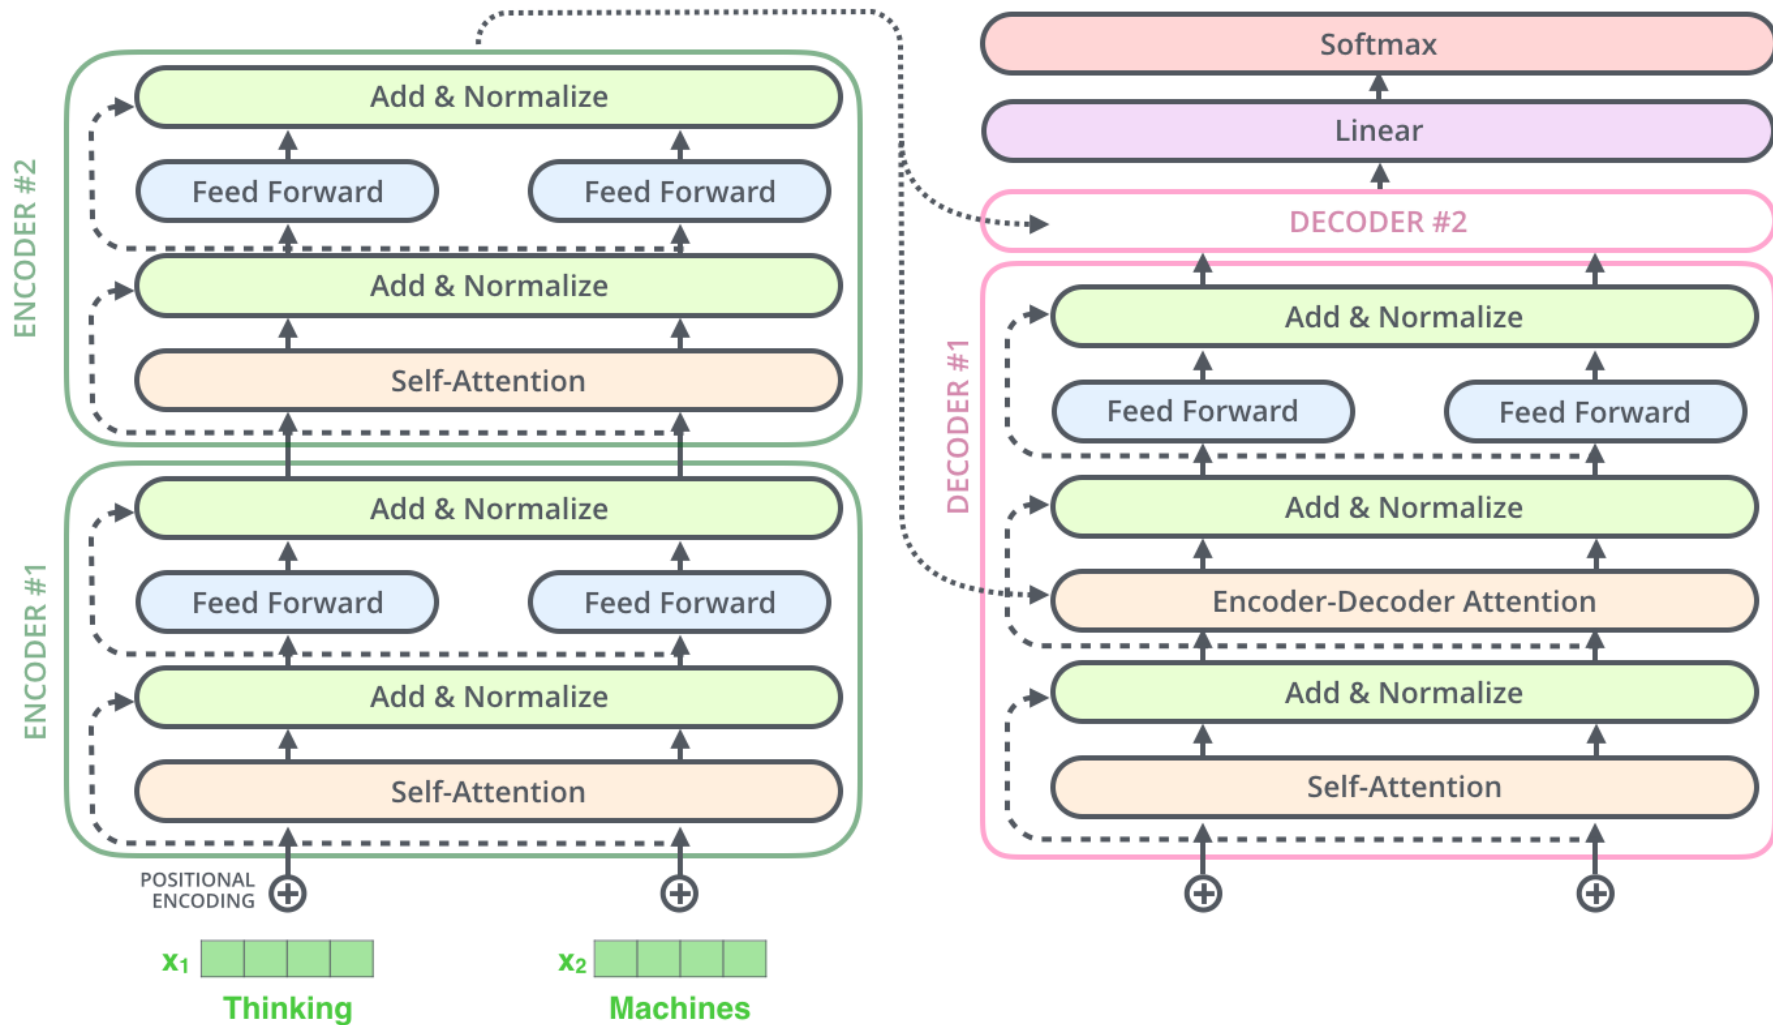 ENCODER #2
Add & Normalize
Feed Forward
Feed Forward
Add & Normalize
Self-Attention
ENCODER #1
Add & Normalize
Feed Forward
Feed Forward
Add & Normalize
Self-Attention
POSITIONAL
ENCODING
x1
x2
Thinking
Machines
Softmax
Linear
DECODER #2
DECODER #1
Add & Normalize
Feed Forward
Feed Forward
Add & Normalize
Encoder-Decoder Attention
Add & Normalize
Self-Attention